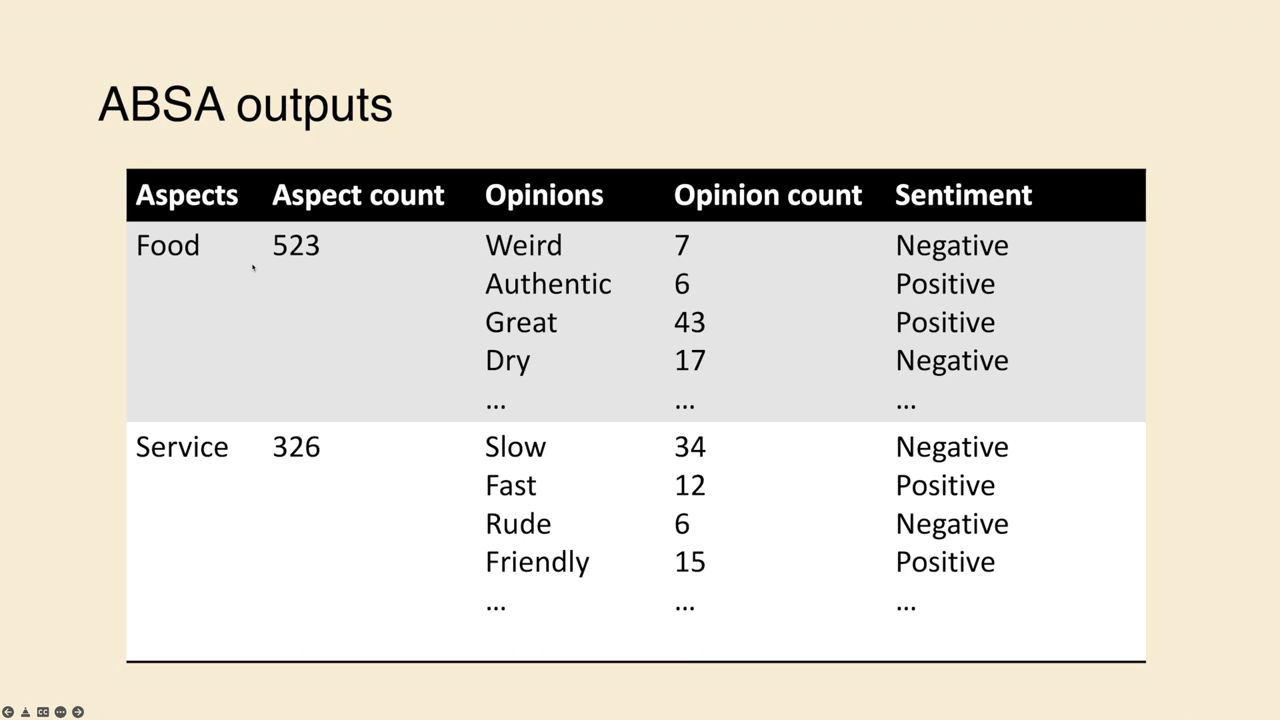 ABSA outputs
Aspects Aspect count Opinions Opinion count Sentiment
Food 523 Weird 7 Negative
Authentic 6 Positive
Great 43 Positive
Dry 17 Negative
... ... ...
Service 326 Slow 34 Negative
Fast 12 Positive
Rude 6 Negative
Friendly 15 Positive
... ... ...
CC